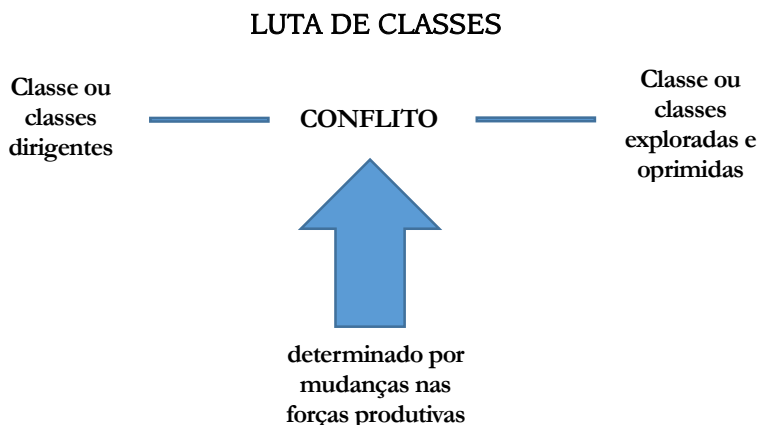 LUTA DE CLASSES
Classe ou
classes
dirigentes
CONFLITO
Classe ou
classes
exploradas e
oprimidas
determinado por
mudanças nas
forças produtivas